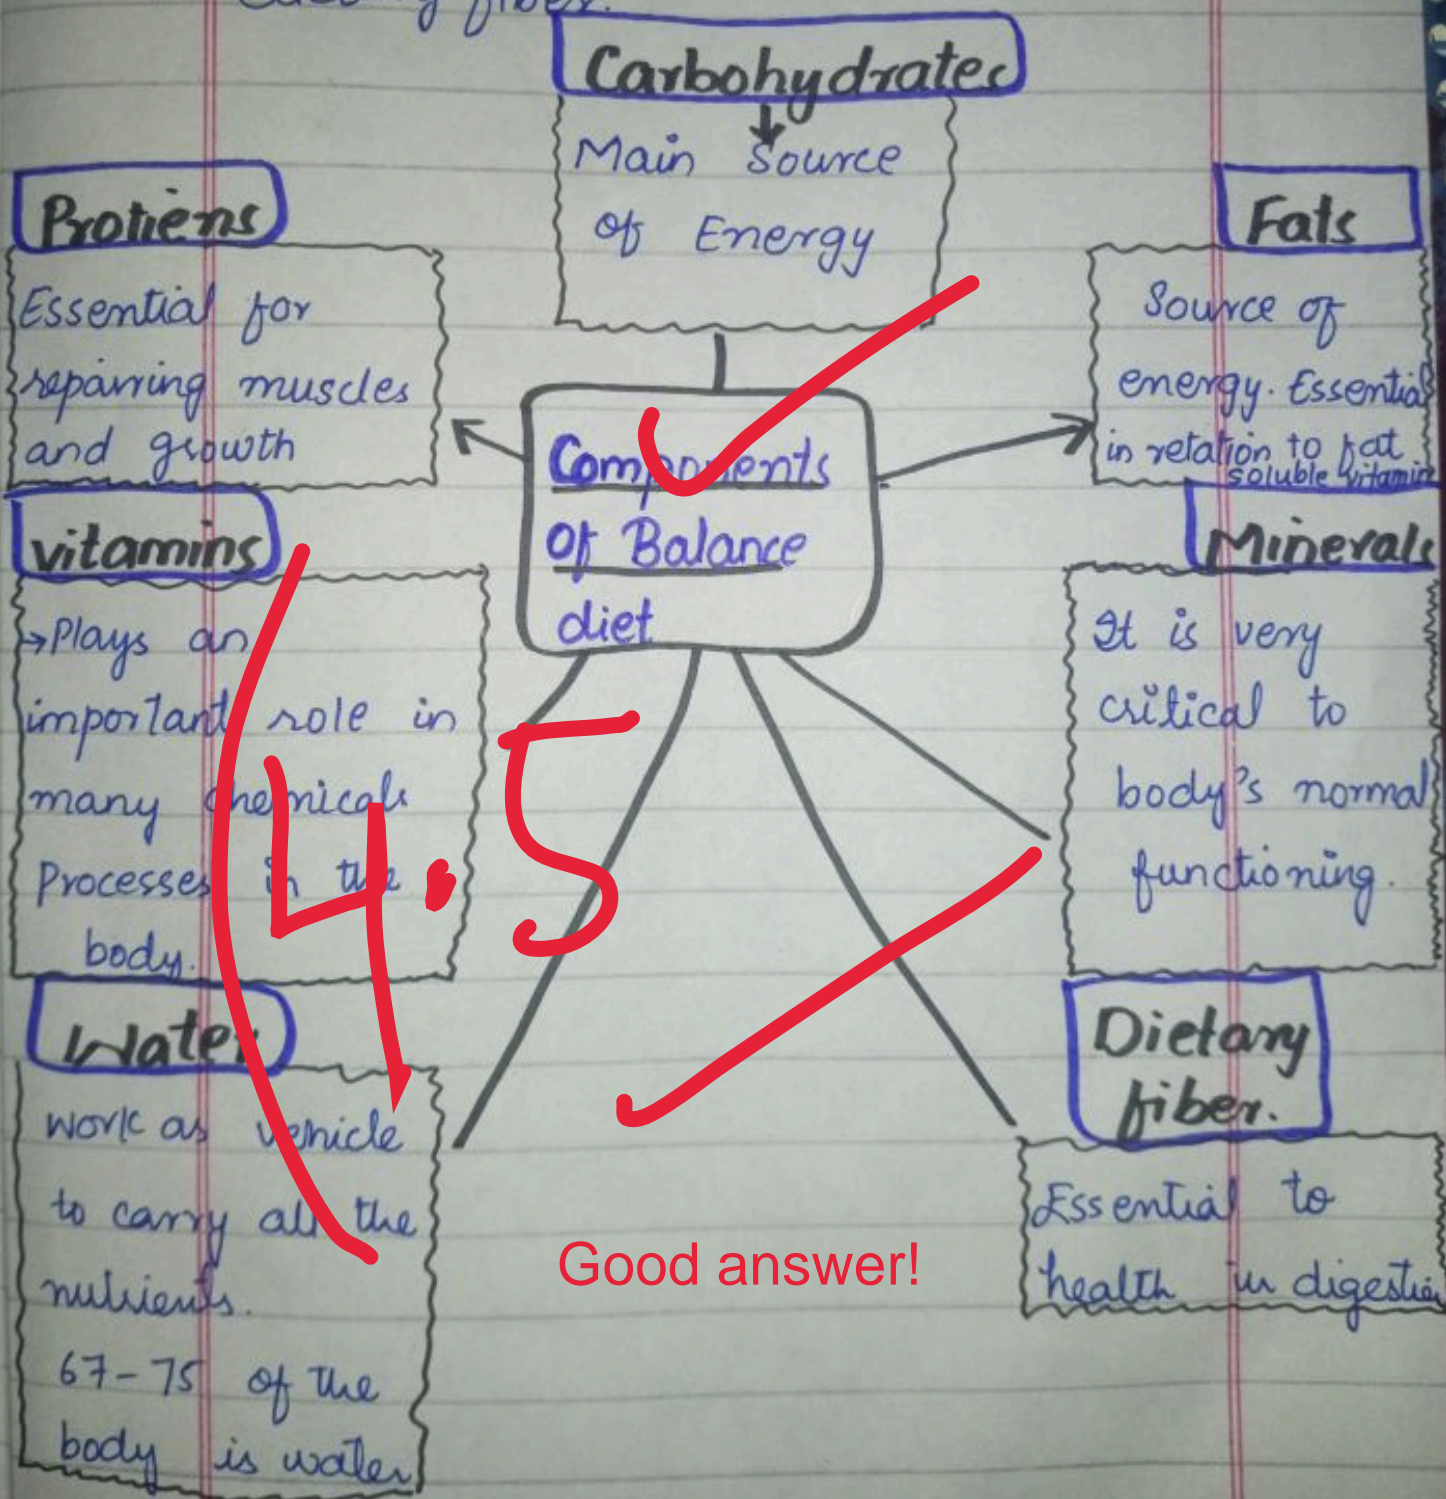 fiber.
Carbohydrates
Main Source
of Energy
Protiens
Essential for
repairing muscles
and growth
Fats
Source of
energy. Essential
in retation to fat
soluble vitamin
Components
Of Balance
diet
vitamins
→Plays an
important role in
many chemicals
Processes in the
body.
Minerals
It is very
critical to
body's normal
functioning.
Water
work as vehicle
to carry all the
nutrients.
67-75 of the
body is water
Dietary
fiber.
Essential to
health in digestion
4.5
Good answer!